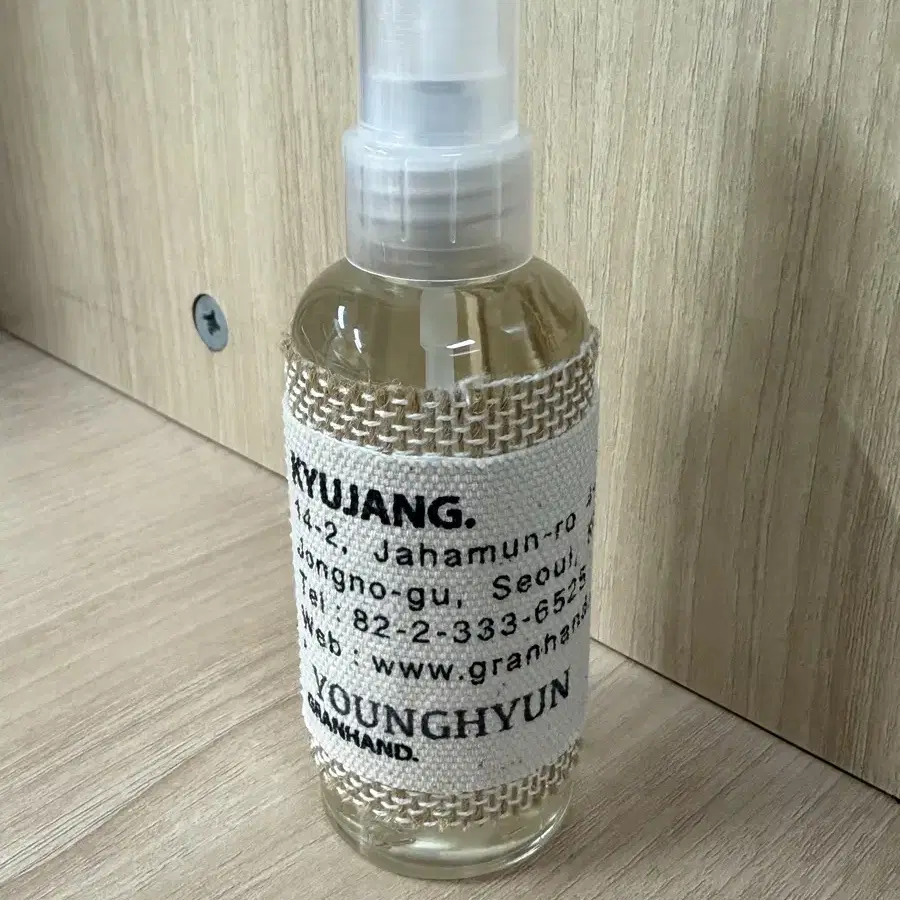 KYUJANG.
14-2, Jahamun-ro
Jongno-gu, Seoul,
Tel : 82-2-333-6525
Web : www.granhand
YOUNGHYUN
GRANHAND.